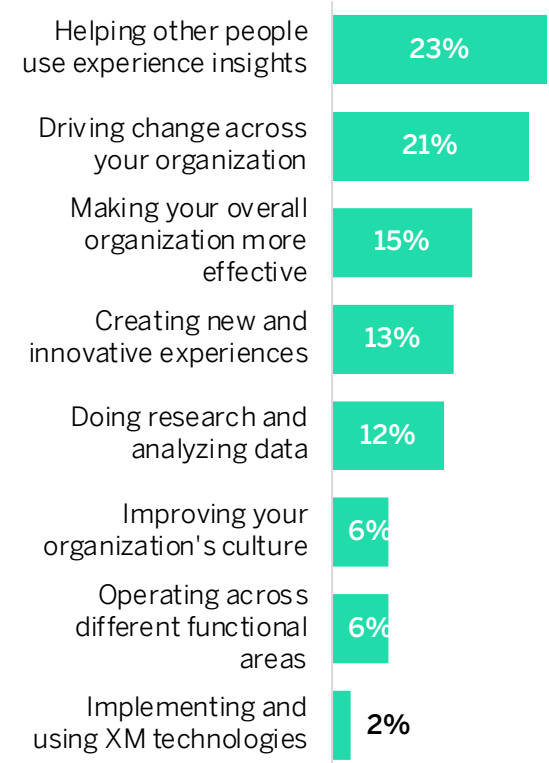 Helping other people
use experience insights
23%
Driving change across
your organization
21%
Making your overall
organization more
effective
15%
Creating new and
innovative experiences
13%
Doing research and
analyzing data
12%
Improving your
organization's culture
6%
Operating across
different functional
areas
6%
Implementing and
using XM technologies
2%